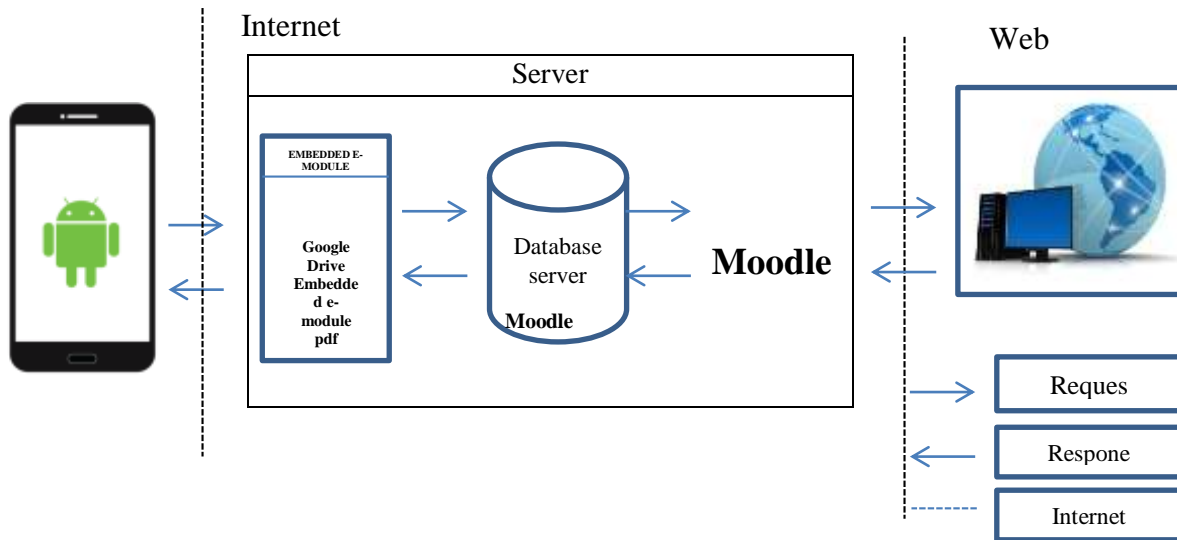 Internet
Web
Server
EMBEDDED E-
MODULE
Google
Drive
Embedde
d e-
module
pdf
Database
server
Moodle
Moodle
Reques
Respone
Internet